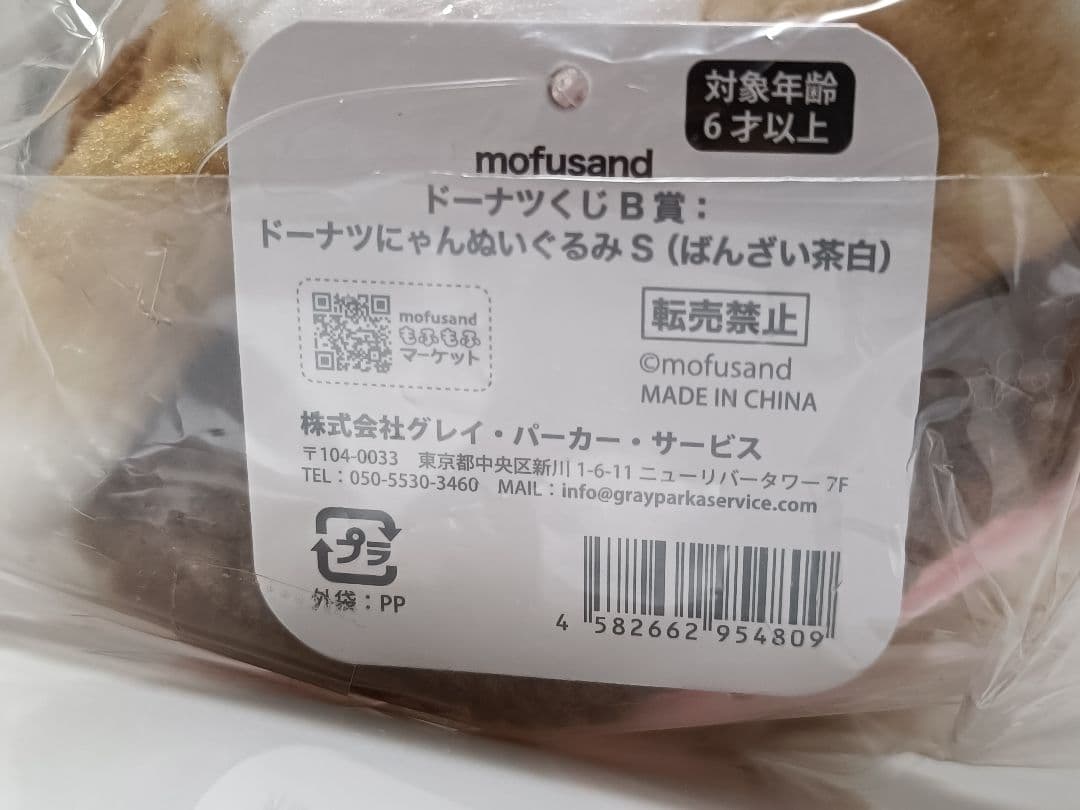 対象年齢
6才以上
mofusand
ドーナツくじB賞：
ドーナツにゃんぬいぐるみS（ばんざい茶白）
mofusand
もふもふ
マーケット
転売禁止
©mofusand
MADE IN CHINA
株式会社グレイ・パーカー・サービス
〒104-0033 東京都中央区新川1-6-11ニューリバータワー7F
TEL：050-5530-3460 MAIL：info@grayparkaservice.com
プラ
外袋：PP
4 582662 954809